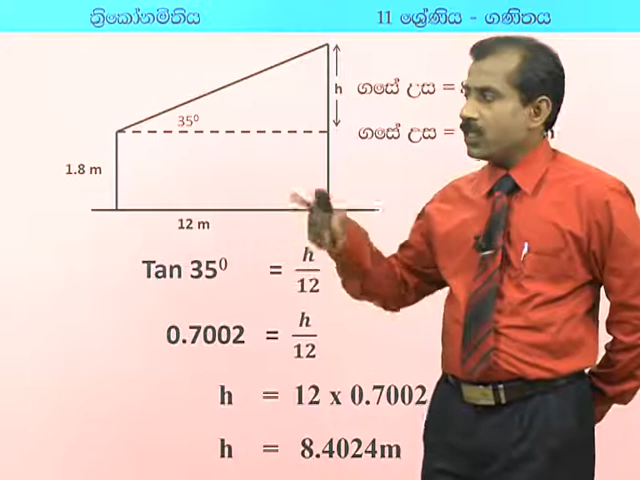 ත්‍රිකෝනමිතිය
11 ශ්‍රේණිය - ගණිතය
h
ගසේ උස =
35⁰
ගසේ උස =
1.8 m
12 m
Tan 35⁰ = h/12
0.7002 = h/12
h = 12 x 0.7002
h = 8.4024m